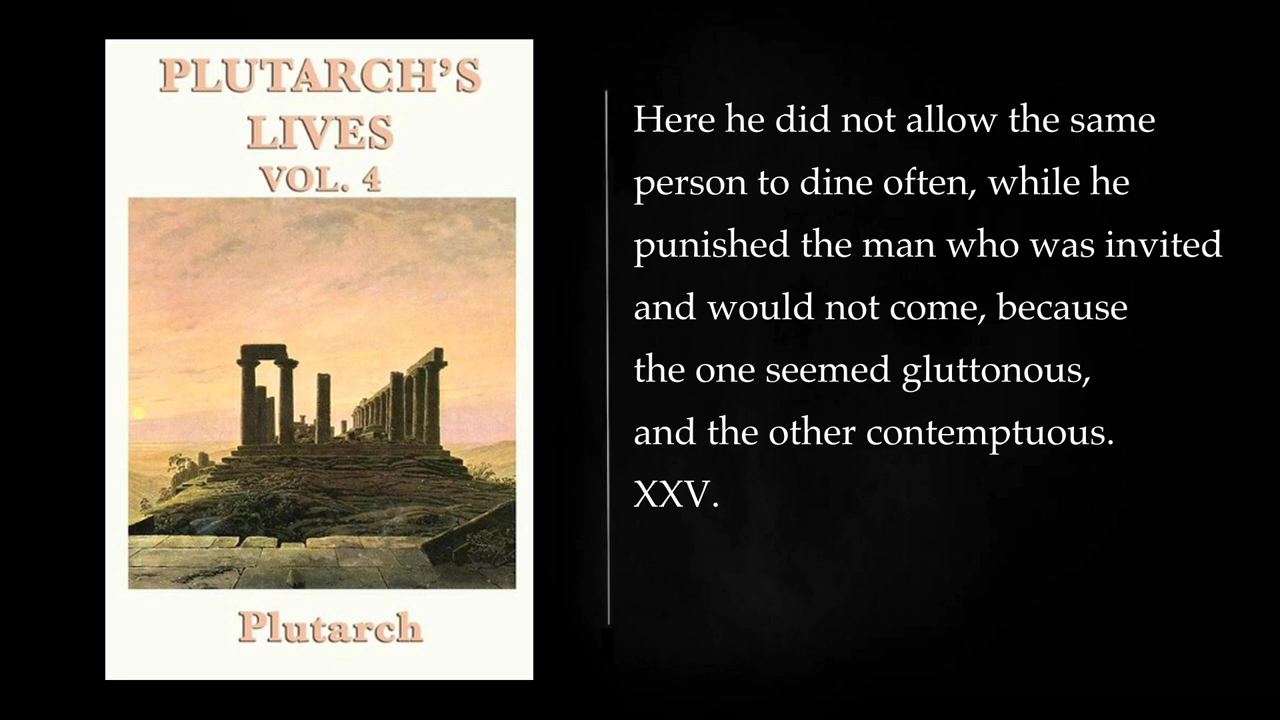 PLUTARCH'S
LIVES
VOL. 4
Plutarch
Here he did not allow the same
person to dine often, while he
punished the man who was invited
and would not come, because
the one seemed gluttonous,
and the other contemptuous.
XXV.